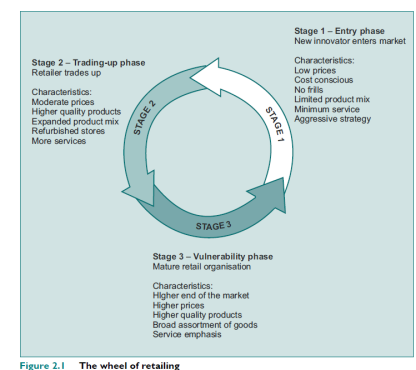 Stage 1 – Entry phase
New innovator enters market
Characteristics:
Low prices
Cost conscious
No frills
Limited product mix
Minimum service
Aggressive strategy
Stage 2 – Trading-up phase
Retailer trades up
Characteristics:
Moderate prices
Higher quality products
Expanded product mix
Refurbished stores
More services
STAGE 2
STAGE 1
STAGE 3
Stage 3 – Vulnerability phase
Mature retail organisation
Characteristics:
Higher end of the market
Higher prices
Higher quality products
Broad assortment of goods
Service emphasis
Figure 2.1 The wheel of retailing